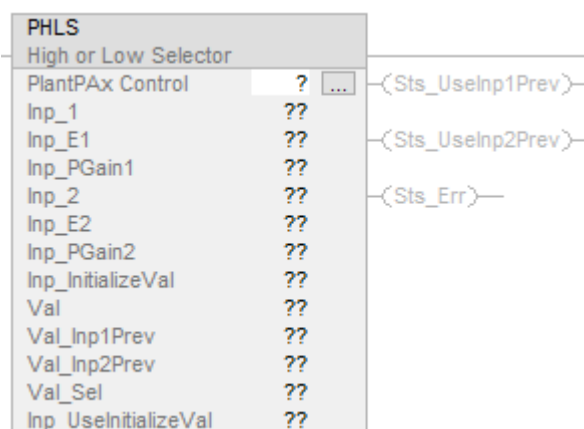 PHLS
High or Low Selector
PlantPAx Control ? ... (Sts_UseInp1Prev)
Inp_1 ??
Inp_E1 ?? (Sts_UseInp2Prev)
Inp_PGain1 ??
Inp_2 ?? (Sts_Err)
Inp_E2 ??
Inp_PGain2 ??
Inp_InitializeVal ??
Val ??
Val_Inp1Prev ??
Val_Inp2Prev ??
Val_Sel ??
Inp_UseInitializeVal ??